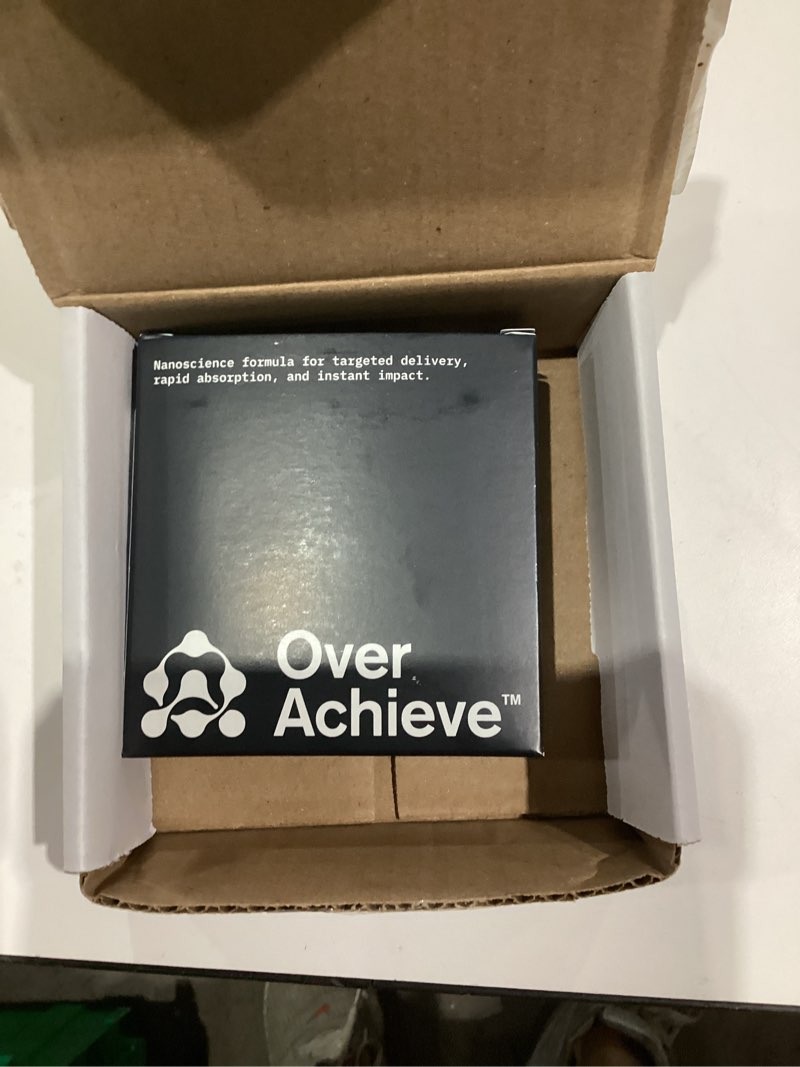 Nanoscience formula for targeted delivery,
rapid absorption, and instant impact.
Over
Achieve™